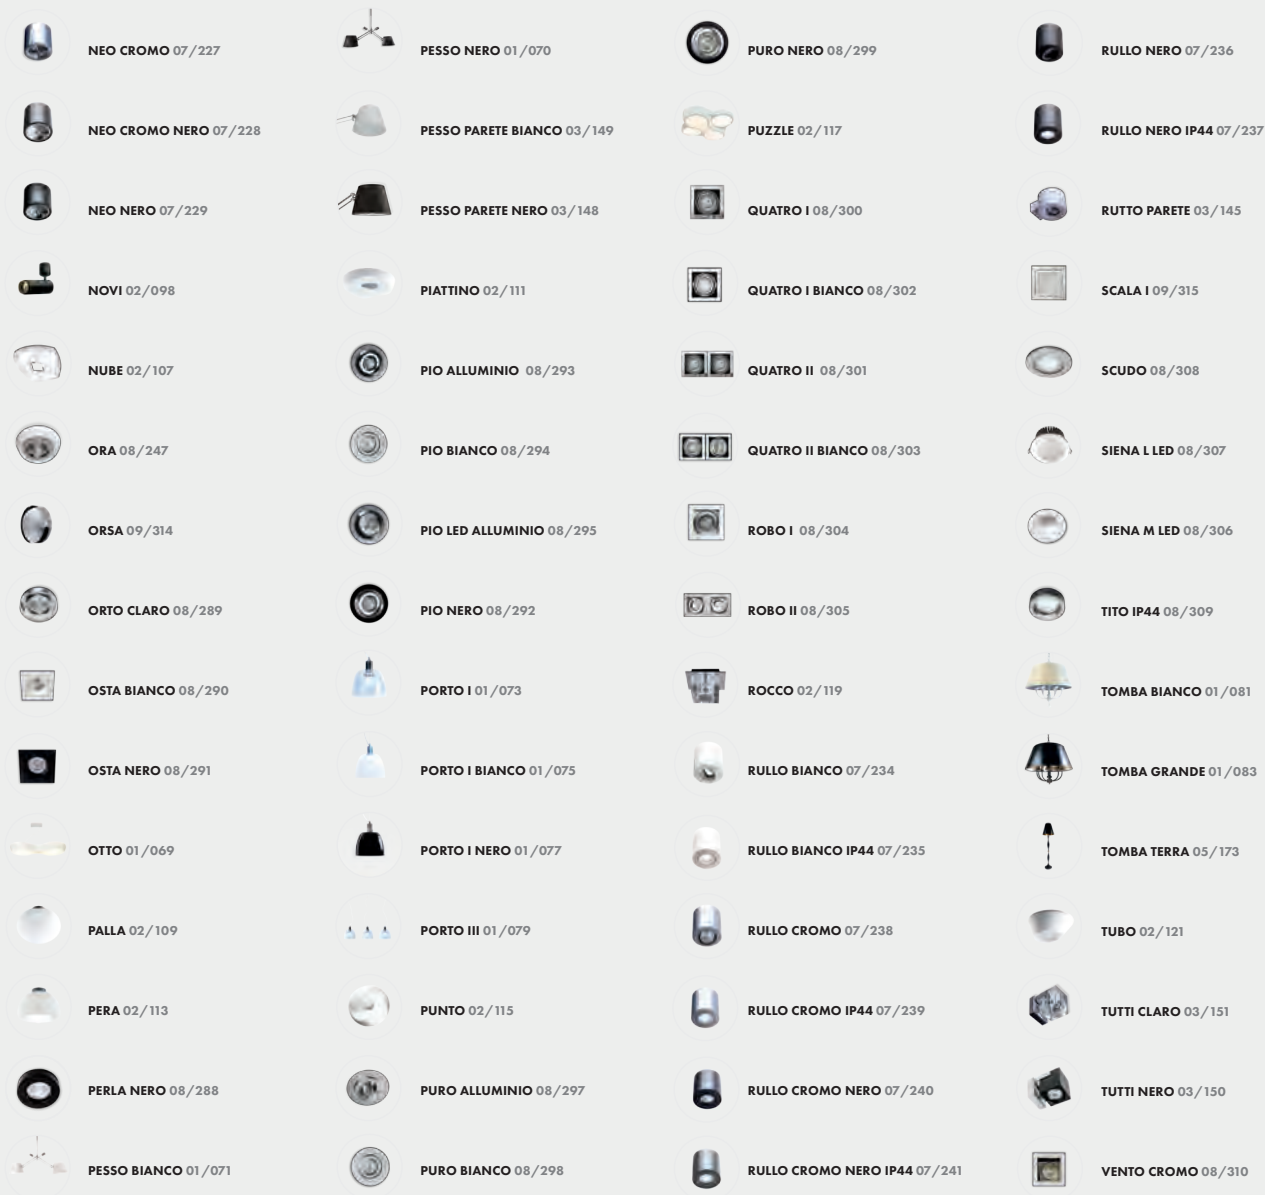 NEO CROMO 07/227
NEO CROMO NERO 07/228
NEO NERO 07/229
NOVI 02/098
NUBE 02/107
ORA 08/247
ORSA 09/314
ORTO CLARO 08/289
OSTA BIANCO 08/290
OSTA NERO 08/291
OTTO 01/069
PALLA 02/109
PERA 02/113
PERLA NERO 08/288
PESSO BIANCO 01/071
PESSO NERO 01/070
PESSO PARETE BIANCO 03/149
PESSO PARETE NERO 03/148
PIATTINO 02/111
PIO ALLUMINIO 08/293
PIO BIANCO 08/294
PIO LED ALLUMINIO 08/295
PIO NERO 08/292
PORTO I 01/073
PORTO I BIANCO 01/075
PORTO I NERO 01/077
PORTO III 01/079
PUNTO 02/115
PURO ALLUMINIO 08/297
PURO BIANCO 08/298
PURO NERO 08/299
PUZZLE 02/117
QUATRO I 08/300
QUATRO I BIANCO 08/302
QUATRO II 08/301
QUATRO II BIANCO 08/303
ROBO I 08/304
ROBO II 08/305
ROCCO 02/119
RULLO BIANCO 07/234
RULLO BIANCO IP44 07/235
RULLO CROMO 07/238
RULLO CROMO IP44 07/239
RULLO CROMO NERO 07/240
RULLO CROMO NERO IP44 07/241
RULLO NERO 07/236
RULLO NERO IP44 07/237
RUTTO PARETE 03/145
SCALA I 09/315
SCUDO 08/308
SIENA L LED 08/307
SIENA M LED 08/306
TITO IP44 08/309
TOMBA BIANCO 01/081
TOMBA GRANDE 01/083
TOMBA TERRA 05/173
TUBO 02/121
TUTTI CLARO 03/151
TUTTI NERO 03/150
VENTO CROMO 08/310